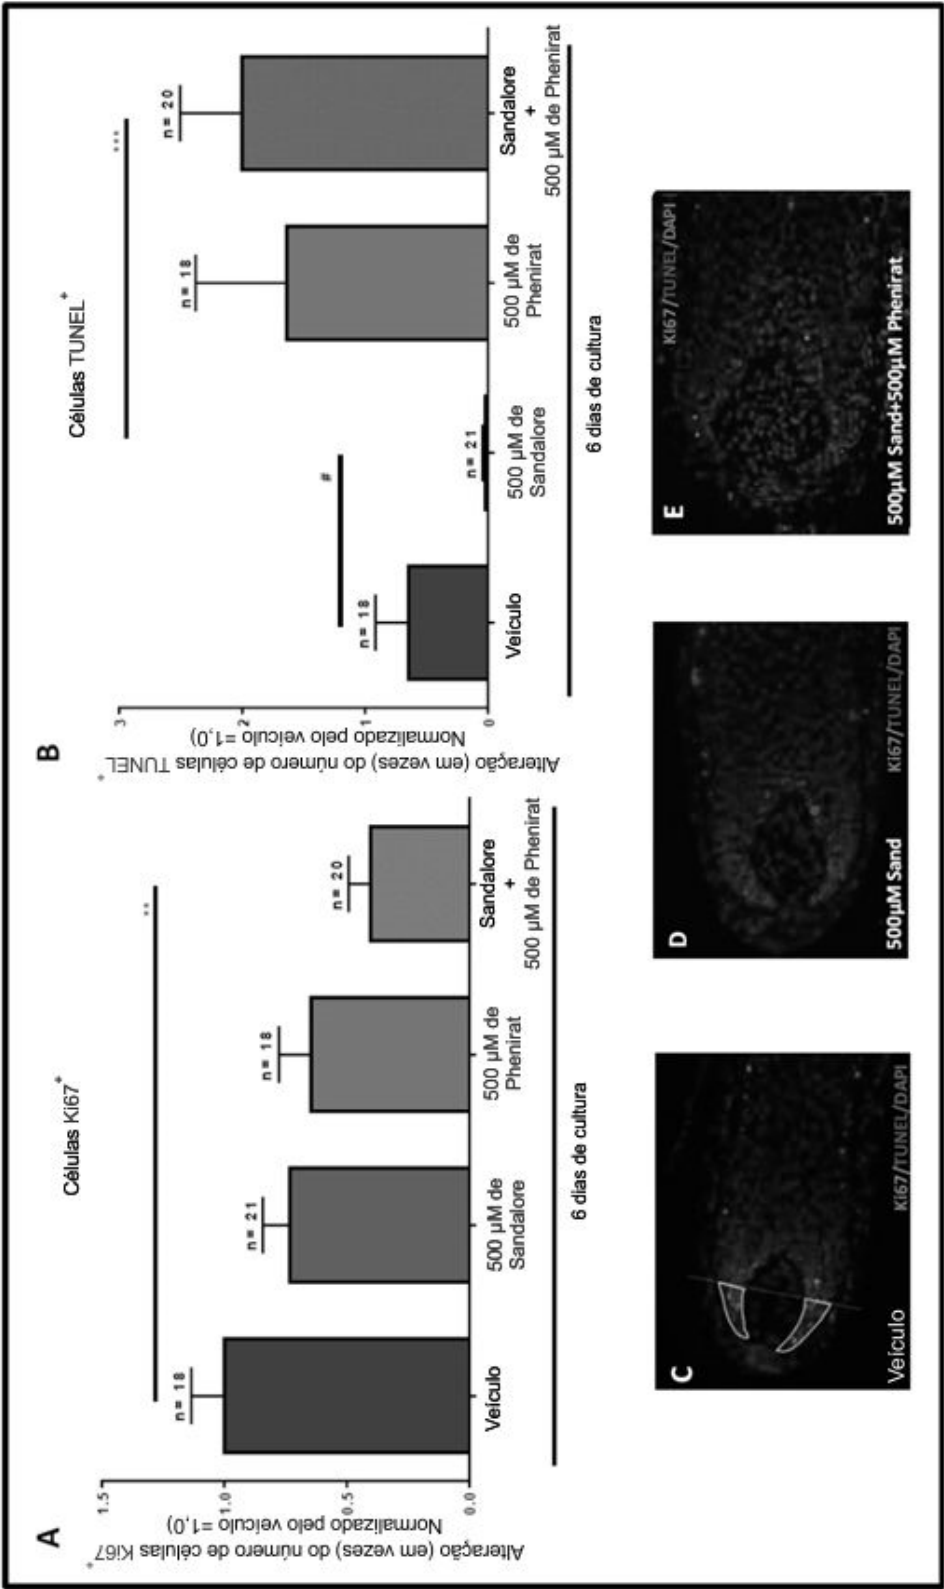 A
Células Ki67+
Alteração (em vezes) do número de células Ki67+
Normalizado pelo veículo =1,0)
1.5
1.0
0.5
0.0
n= 18
n= 21
n= 18
n= 20
**
Veículo
500 µM de
Sandalore
500 µM de
Phenirat
Sandalore
+
500 µM de Phenirat
6 dias de cultura
B
Células TUNEL+
Alteração (em vezes) do número de células TUNEL+
Normalizado pelo veículo =1,0)
3
2
1
0
n= 18
n= 21
n= 18
n= 20
#
***
Veículo
500 µM de
Sandalore
500 µM de
Phenirat
Sandalore
+
500 µM de Phenirat
6 dias de cultura
C
Veículo
Ki67/TUNEL/DAPI
D
500µM Sand
Ki67/TUNEL/DAPI
E
Ki67/TUNEL/DAPI
500µM Sand+500µM Phenirat